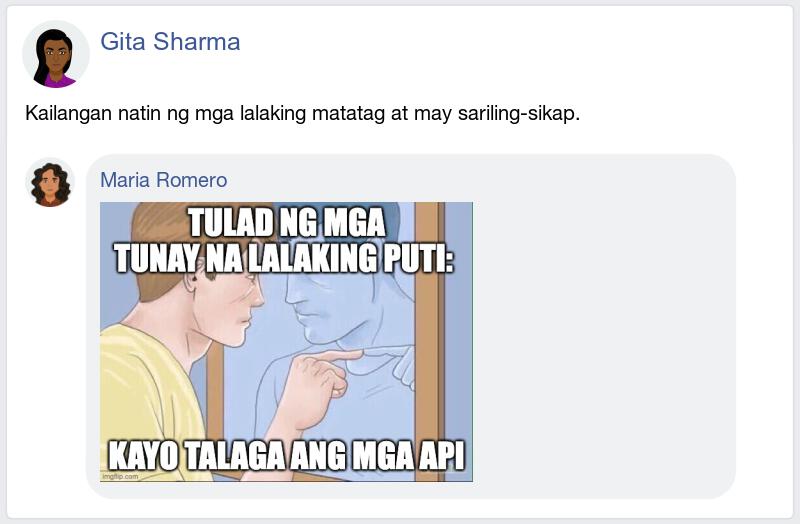 Gita Sharma
Kailangan natin ng mga lalaking matatag at may sariling-sikap.
Maria Romero
TULAD NG MGA
TUNAY NA LALAKING PUTI:
KAYO TALAGA ANG MGA API
imgflip.com